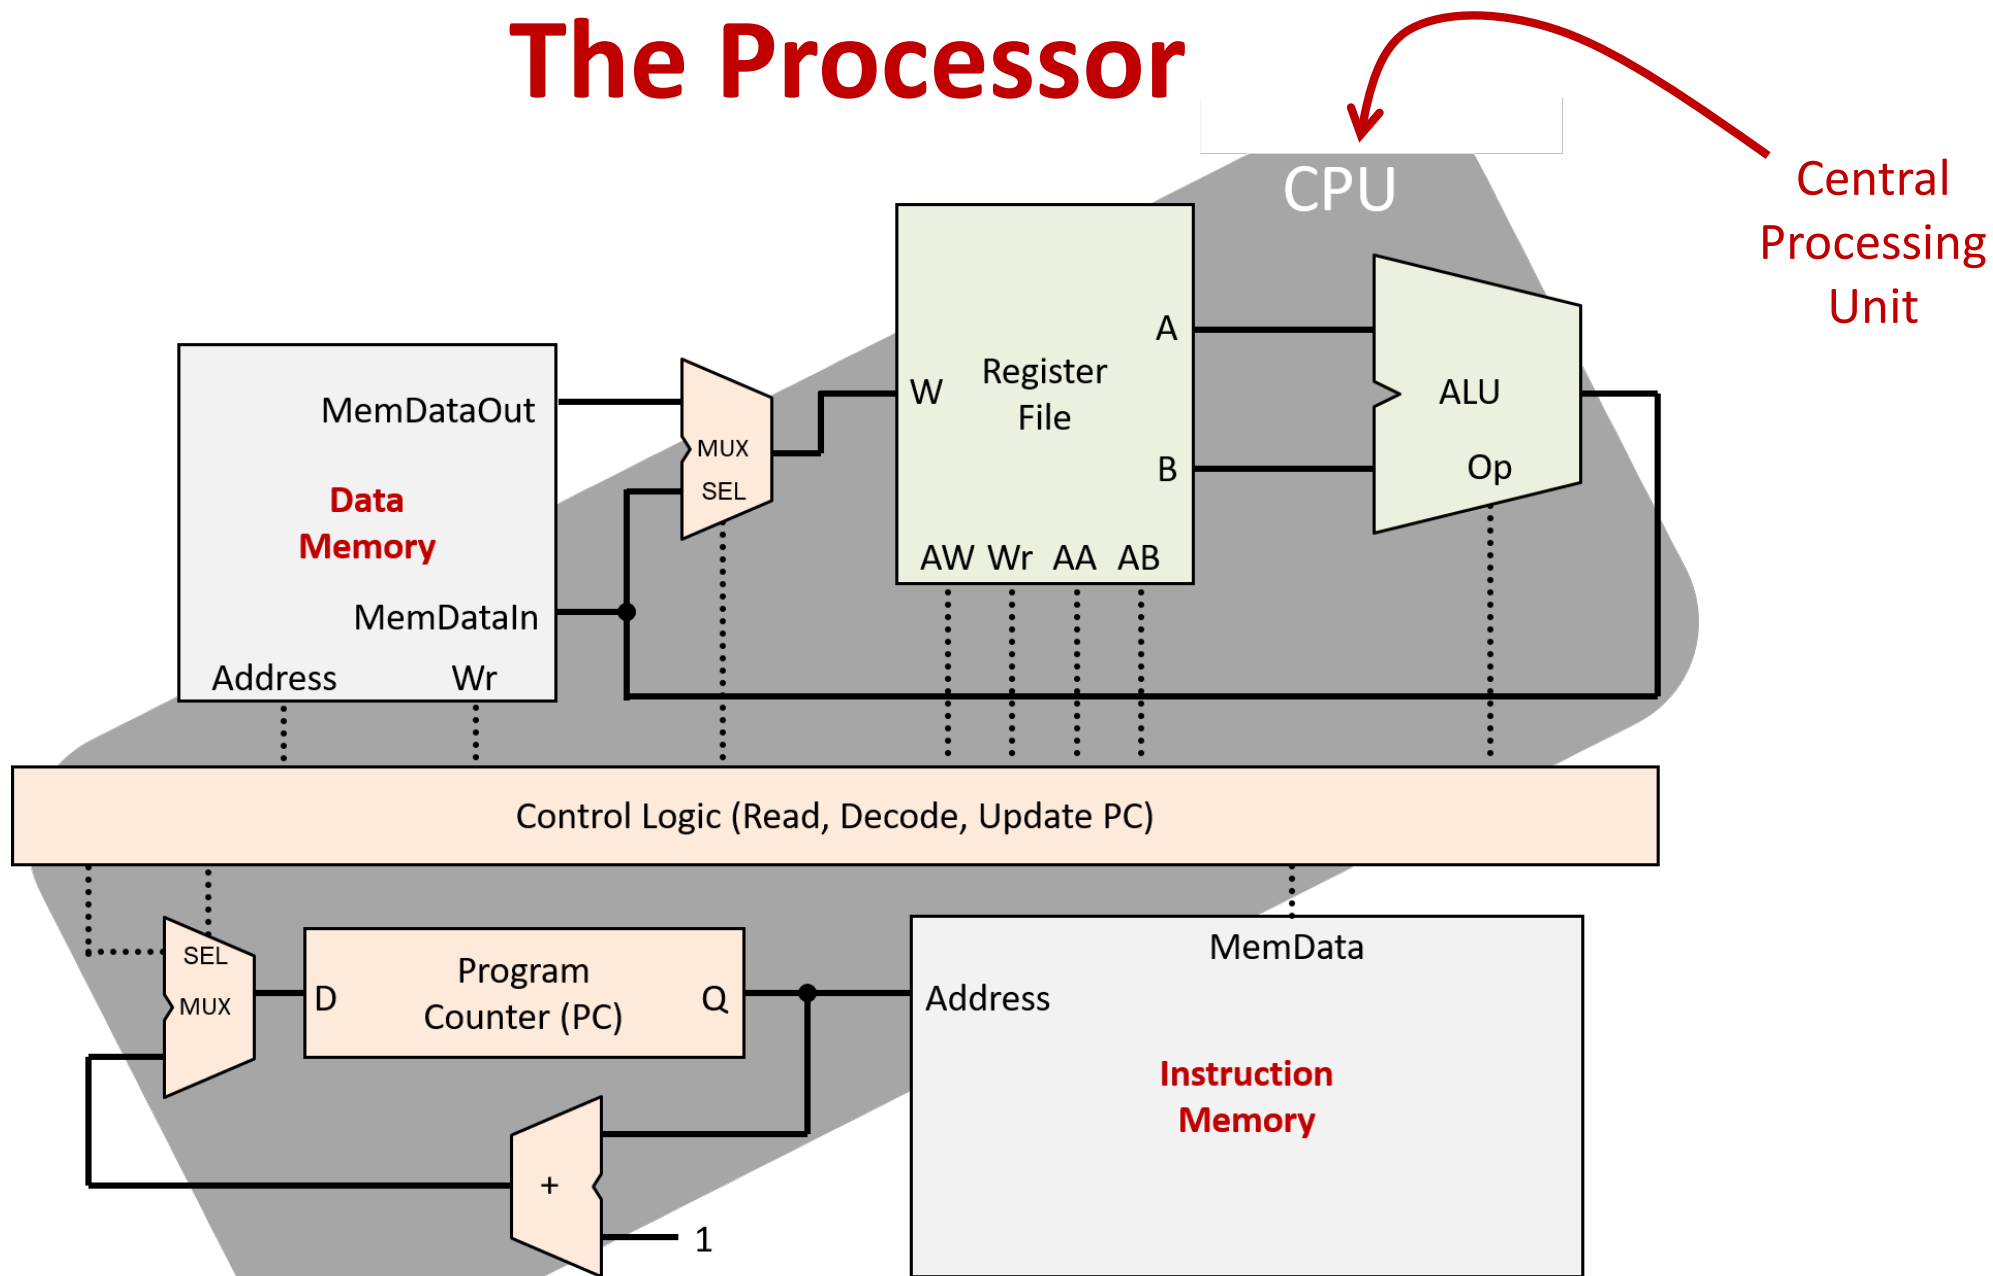 The Processor
CPU
Central
Processing
Unit
MemDataOut
Data
Memory
MemDataIn
Address Wr
MUX
SEL
W
Register
File
A
B
AW Wr AA AB
ALU
Op
Control Logic (Read, Decode, Update PC)
SEL
MUX
D
Program
Counter (PC)
Q
MemData
Address
Instruction
Memory
+
1